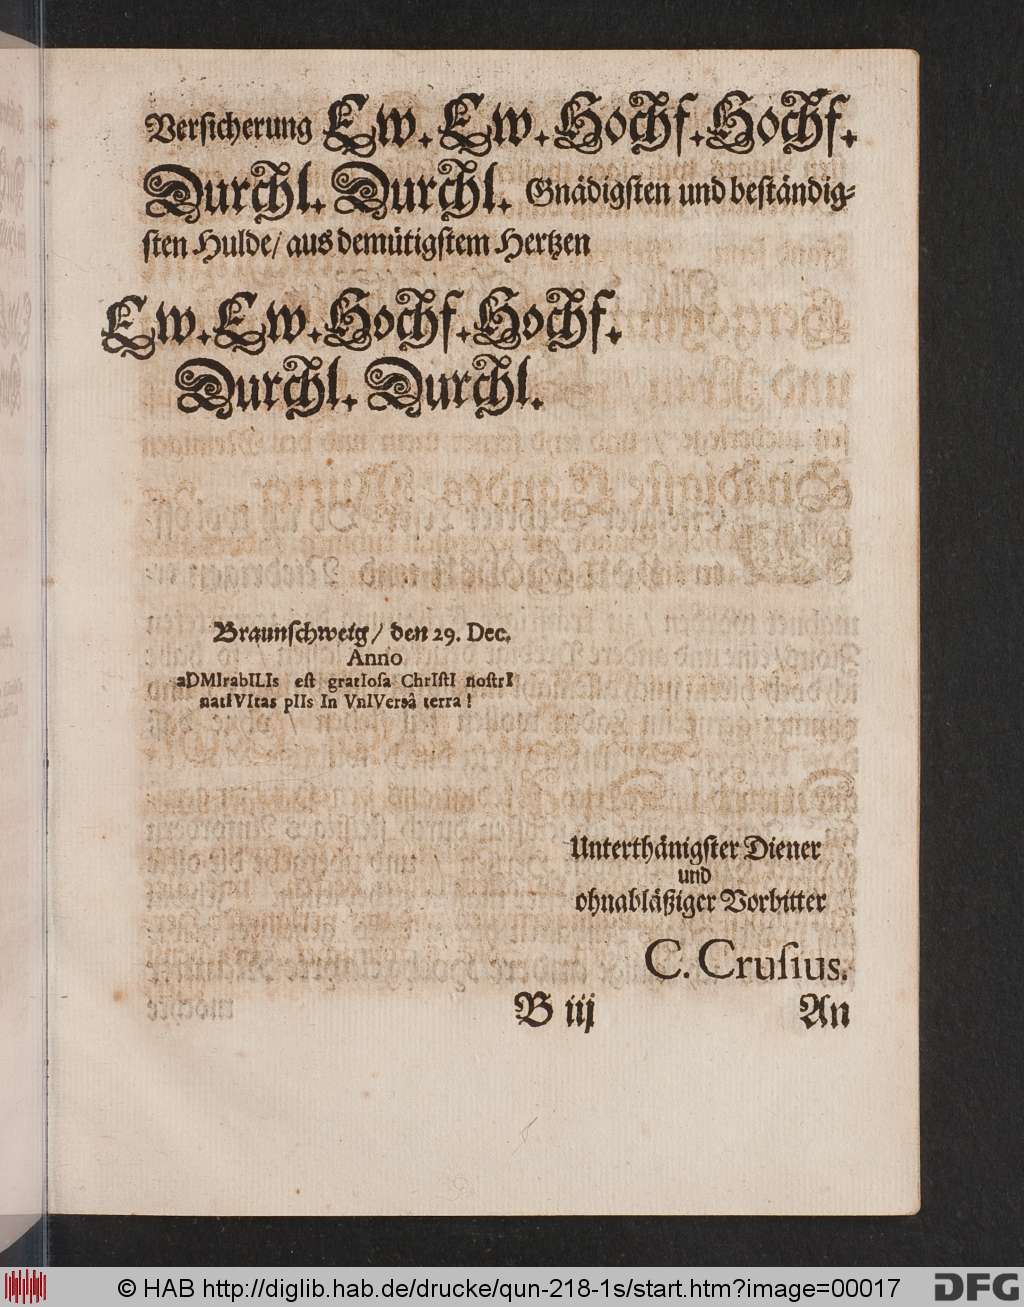 Versicherung Ew. Ew. Hochf. Hochf.
Durchl. Durchl. Gnädigsten und beständig-
sten Hulde/ aus demütigstem Hertzen
Ew. Ew. Hochf. Hochf.
Durchl. Durchl.
Braunschweig/ den 29. Dec.
Anno
aDMIrabILIs est gratIosa ChrIstI nostrI
natIVItas pIIs In VnIVersâ terra!
Unterthänigster Diener
und
ohnabläßiger Vorbitter
C. Crusius.
B iij An
© HAB http://diglib.hab.de/drucke/qun-218-1s/start.htm?image=00017 DFG